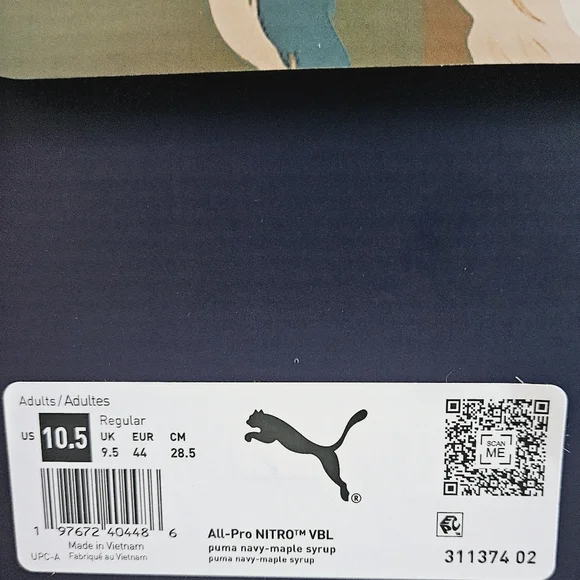 Adults / Adultes
Regular
US 10.5 UK EUR CM
9.5 44 28.5
1 97672 40448 6
Made in Vietnam
UPC-A Fabriqué au Vietnam
®
All-Pro NITRO™ VBL
puma navy-maple syrup
puma navy-maple syrup
SCAN
ME
311374 02